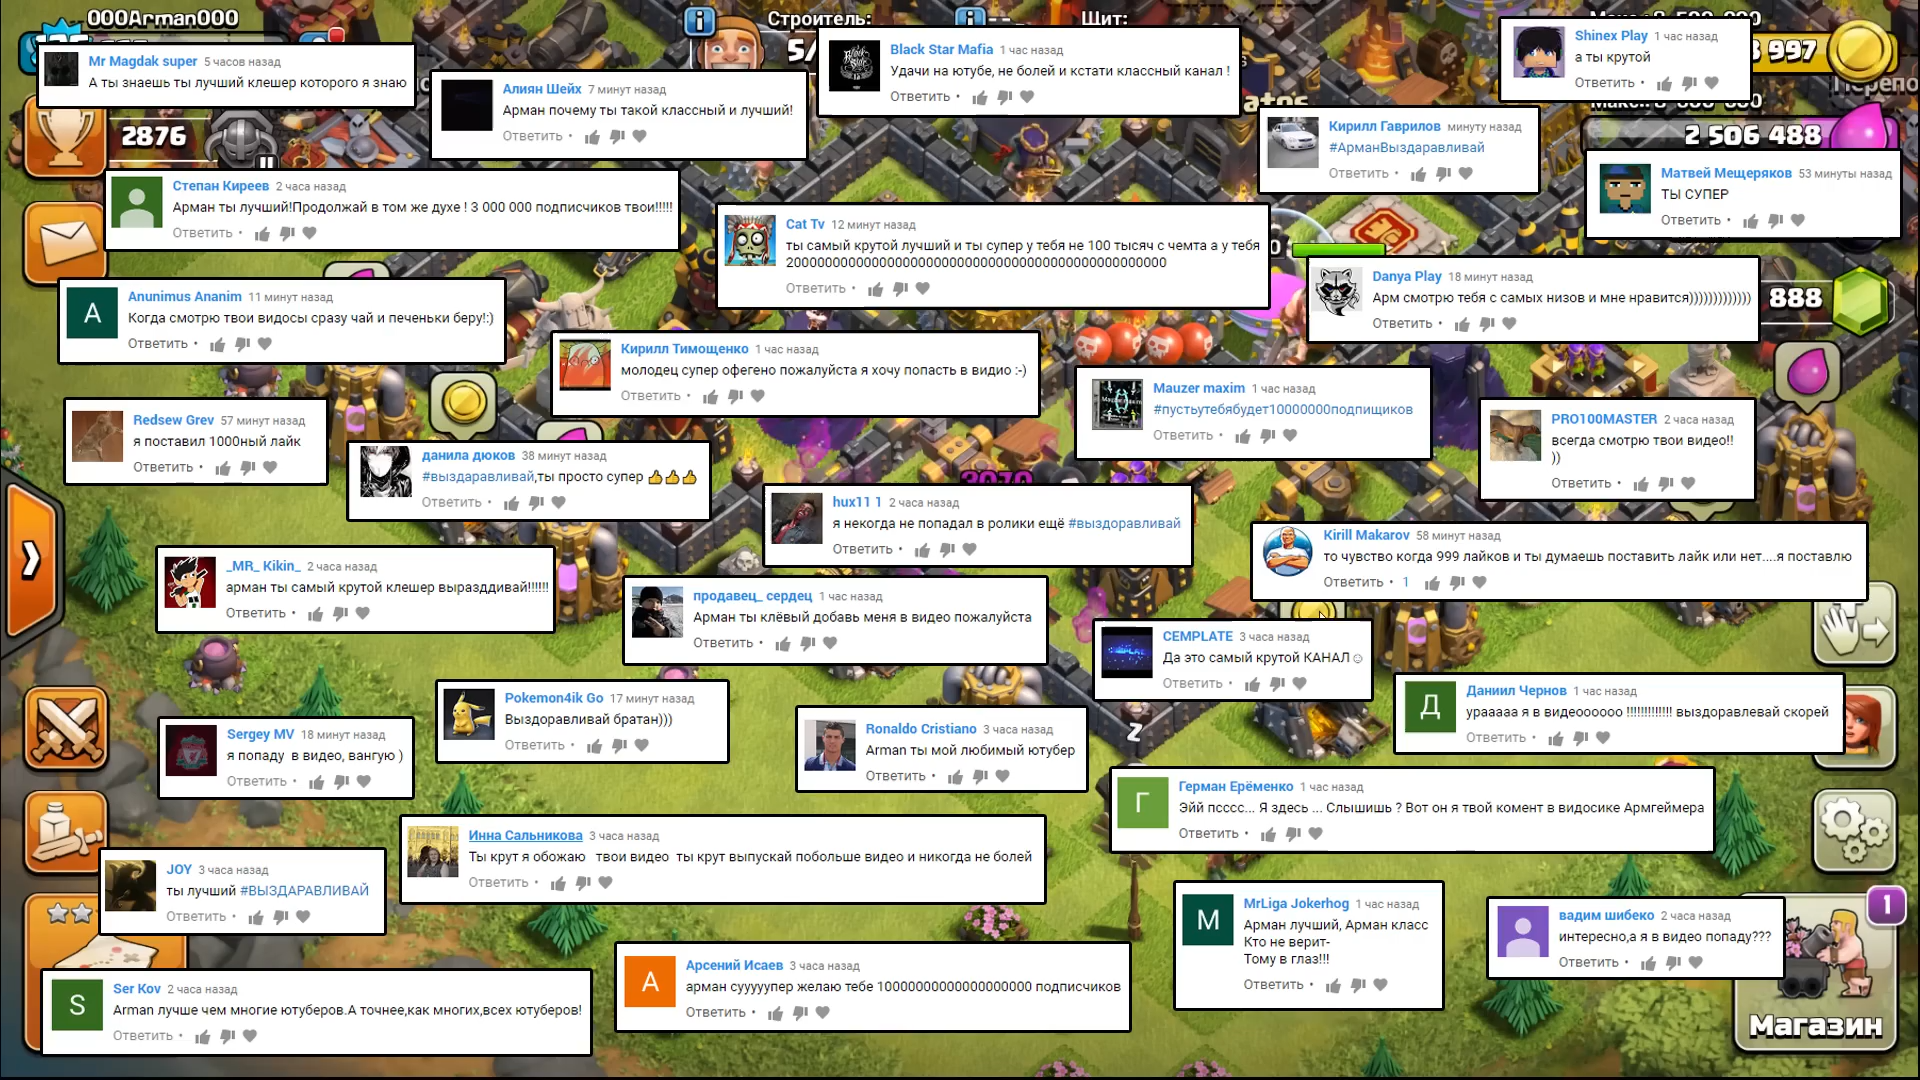 000Arman000
Строитель:
Щит:
Mr Magdak super 5 часов назад
А ты знаешь ты лучший клешер которого я знаю
Алиян Шейх 7 минут назад
Арман почему ты такой классный и лучший!
Ответить
Black Star Mafia 1 час назад
Удачи на ютубе, не болей и кстати классный канал !
Ответить
Shinex Play 1 час назад
а ты крутой
Ответить
2876
Кирилл Гаврилов минуту назад
#АрманВыздаравливай
Ответить
2 506 488
Степан Киреев 2 часа назад
Арман ты лучший!Продолжай в том же духе ! 3 000 000 подписчиков твои!!!!!
Ответить
Матвей Мещеряков 53 минуты назад
ТЫ СУПЕР
Ответить
Cat Tv 12 минут назад
ты самый крутой лучший и ты супер у тебя не 100 тысяч с чемта а у тебя
Ответить
Danya Play 18 минут назад
Арм смотрю тебя с самых низов и мне нравится))))))))))))
Ответить
888
Anunimus Ananim 11 минут назад
Когда смотрю твои видосы сразу чай и печеньки беру!:)
Ответить
Кирилл Тимощенко 1 час назад
молодец супер офегено пожалуйста я хочу попасть в видио :-)
Ответить
Mauzer maxim 1 час назад
#пустьутебябудет10000000подпищиков
Ответить
Redsew Grev 57 минут назад
я поставил 1000ный лайк
Ответить
PRO100MASTER 2 часа назад
всегда смотрю твои видео!!
))
Ответить
данила дюков 38 минут назад
#выздаравливай,ты просто супер 👍👍👍
Ответить
hux11 1 2 часа назад
я некогда не попадал в ролики ещё #выздоравливай
Ответить
Kirill Makarov 58 минут назад
то чувство когда 999 лайков и ты думаешь поставить лайк или нет....я поставлю
Ответить 1
_MR_ Kikin_ 2 часа назад
арман ты самый крутой клешер выразддивай!!!!!!
Ответить
продавец_ сердец 1 час назад
Арман ты клёвый добавь меня в видео пожалуйста
Ответить
CEMPLATE 3 часа назад
Да это самый крутой КАНАЛ☺
Ответить
Pokemon4ik Go 17 минут назад
Выздоравливай братан)))
Ответить
Даниил Чернов 1 час назад
урааааа я в видеоооооо !!!!!!!!!!!!! выздоравлевай скорей
Ответить
Sergey MV 18 минут назад
я попаду в видео, вангую )
Ответить
Ronaldo Cristiano 3 часа назад
Arman ты мой любимый ютубер
Ответить
Герман Ерёменко 1 час назад
Эйй псссс... Я здесь ... Слышишь ? Вот он я твой комент в видосике Армгеймера
Ответить
Инна Сальникова 3 часа назад
Ты крут я обожаю твои видео ты крут выпускай побольше видео и никогда не болей
Ответить
JOY 3 часа назад
ты лучший #ВЫЗДАРАВЛИВАЙ
Ответить
MrLiga Jokerhog 1 час назад
Арман лучший, Арман класс
Кто не верит-
Тому в глаз!!!
Ответить
вадим шибеко 2 часа назад
интересно,а я в видео попаду???
Ответить
1
Арсений Исаев 3 часа назад
арман сууууупер желаю тебе 10000000000000000000 подписчиков
Ответить
Ser Kov 2 часа назад
Arman лучше чем многие ютуберов.А точнее,как многих,всех ютуберов!
Ответить
Магазин